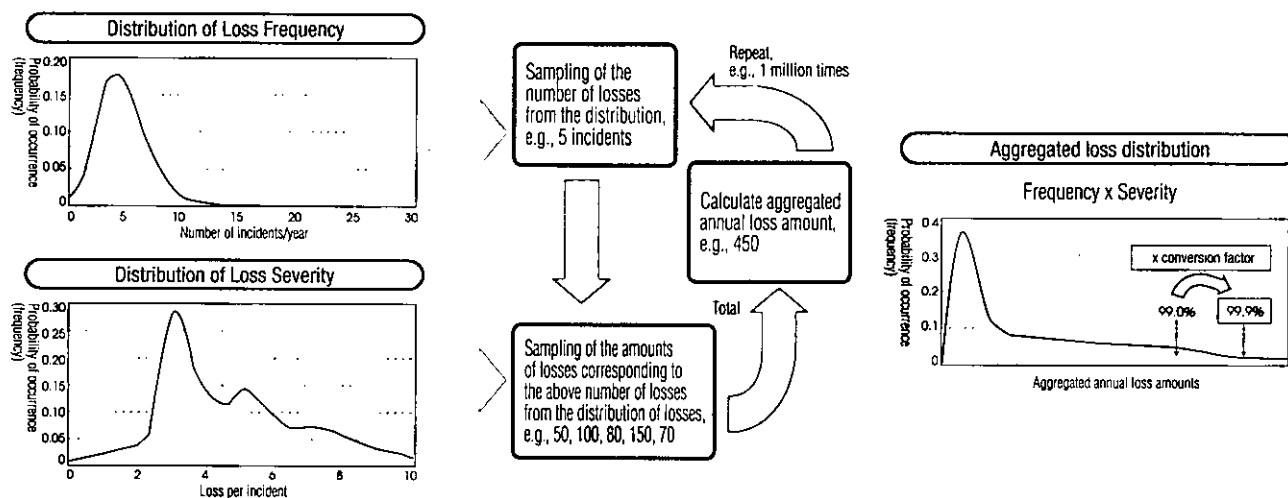 Distribution of Loss Frequency
Probability of occurrence
(frequency)
0.20
0.15
0.10
0.05
0
0 5 10 15 20 25 30
Number of incidents/year
Distribution of Loss Severity
Probability of occurrence
(frequency)
0.30
0.25
0.20
0.15
0.10
0.05
0
0 2 4 6 8 10
Loss per incident
Sampling of the
number of losses
from the distribution,
e.g., 5 incidents
Sampling of the amounts
of losses corresponding to
the above number of losses
from the distribution of losses,
e.g., 50, 100, 80, 150, 70
Total
Calculate aggregated
annual loss amount,
e.g., 450
Repeat,
e.g., 1 million times
Aggregated loss distribution
Frequency x Severity
Probability of occurrence
(frequency)
0.4
0.3
0.2
0.1
0
x conversion factor
99.0% 99.9%
Aggregated annual loss amounts